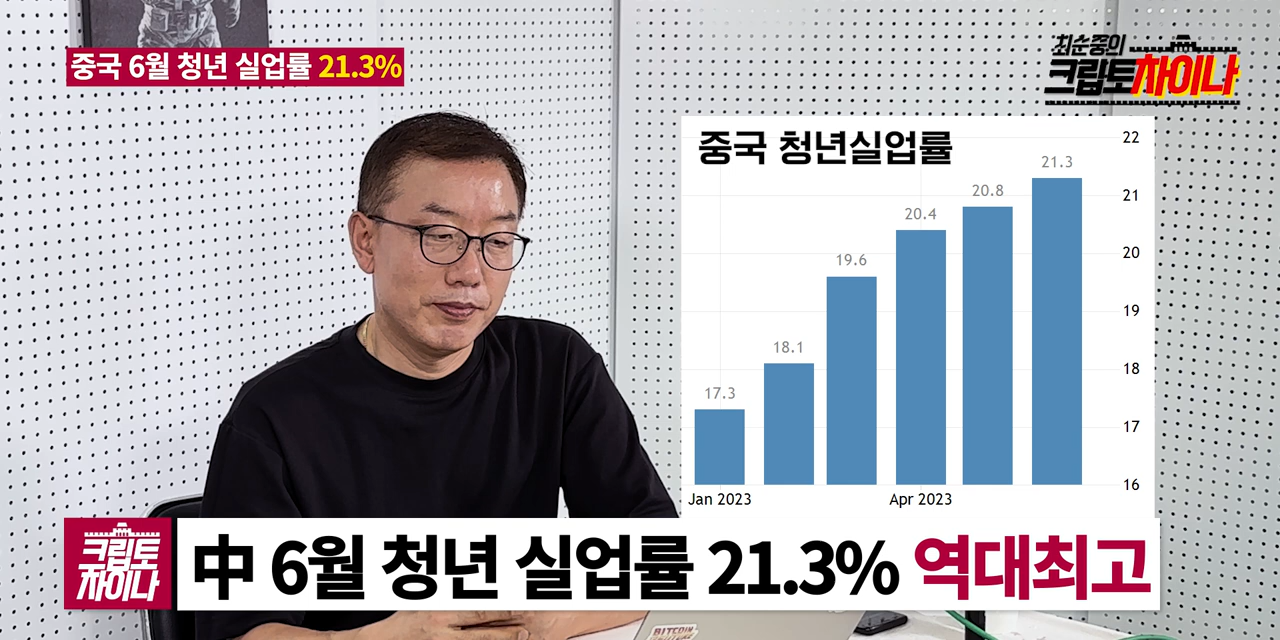 중국 6월 청년 실업률 21.3%
최순중의
크립토차이나
중국 청년실업률
22
21
20
19
18
17
16
17.3
18.1
19.6
20.4
20.8
21.3
Jan 2023
Apr 2023
크립토
차이나
中 6월 청년 실업률 21.3% 역대최고
BITCOIN